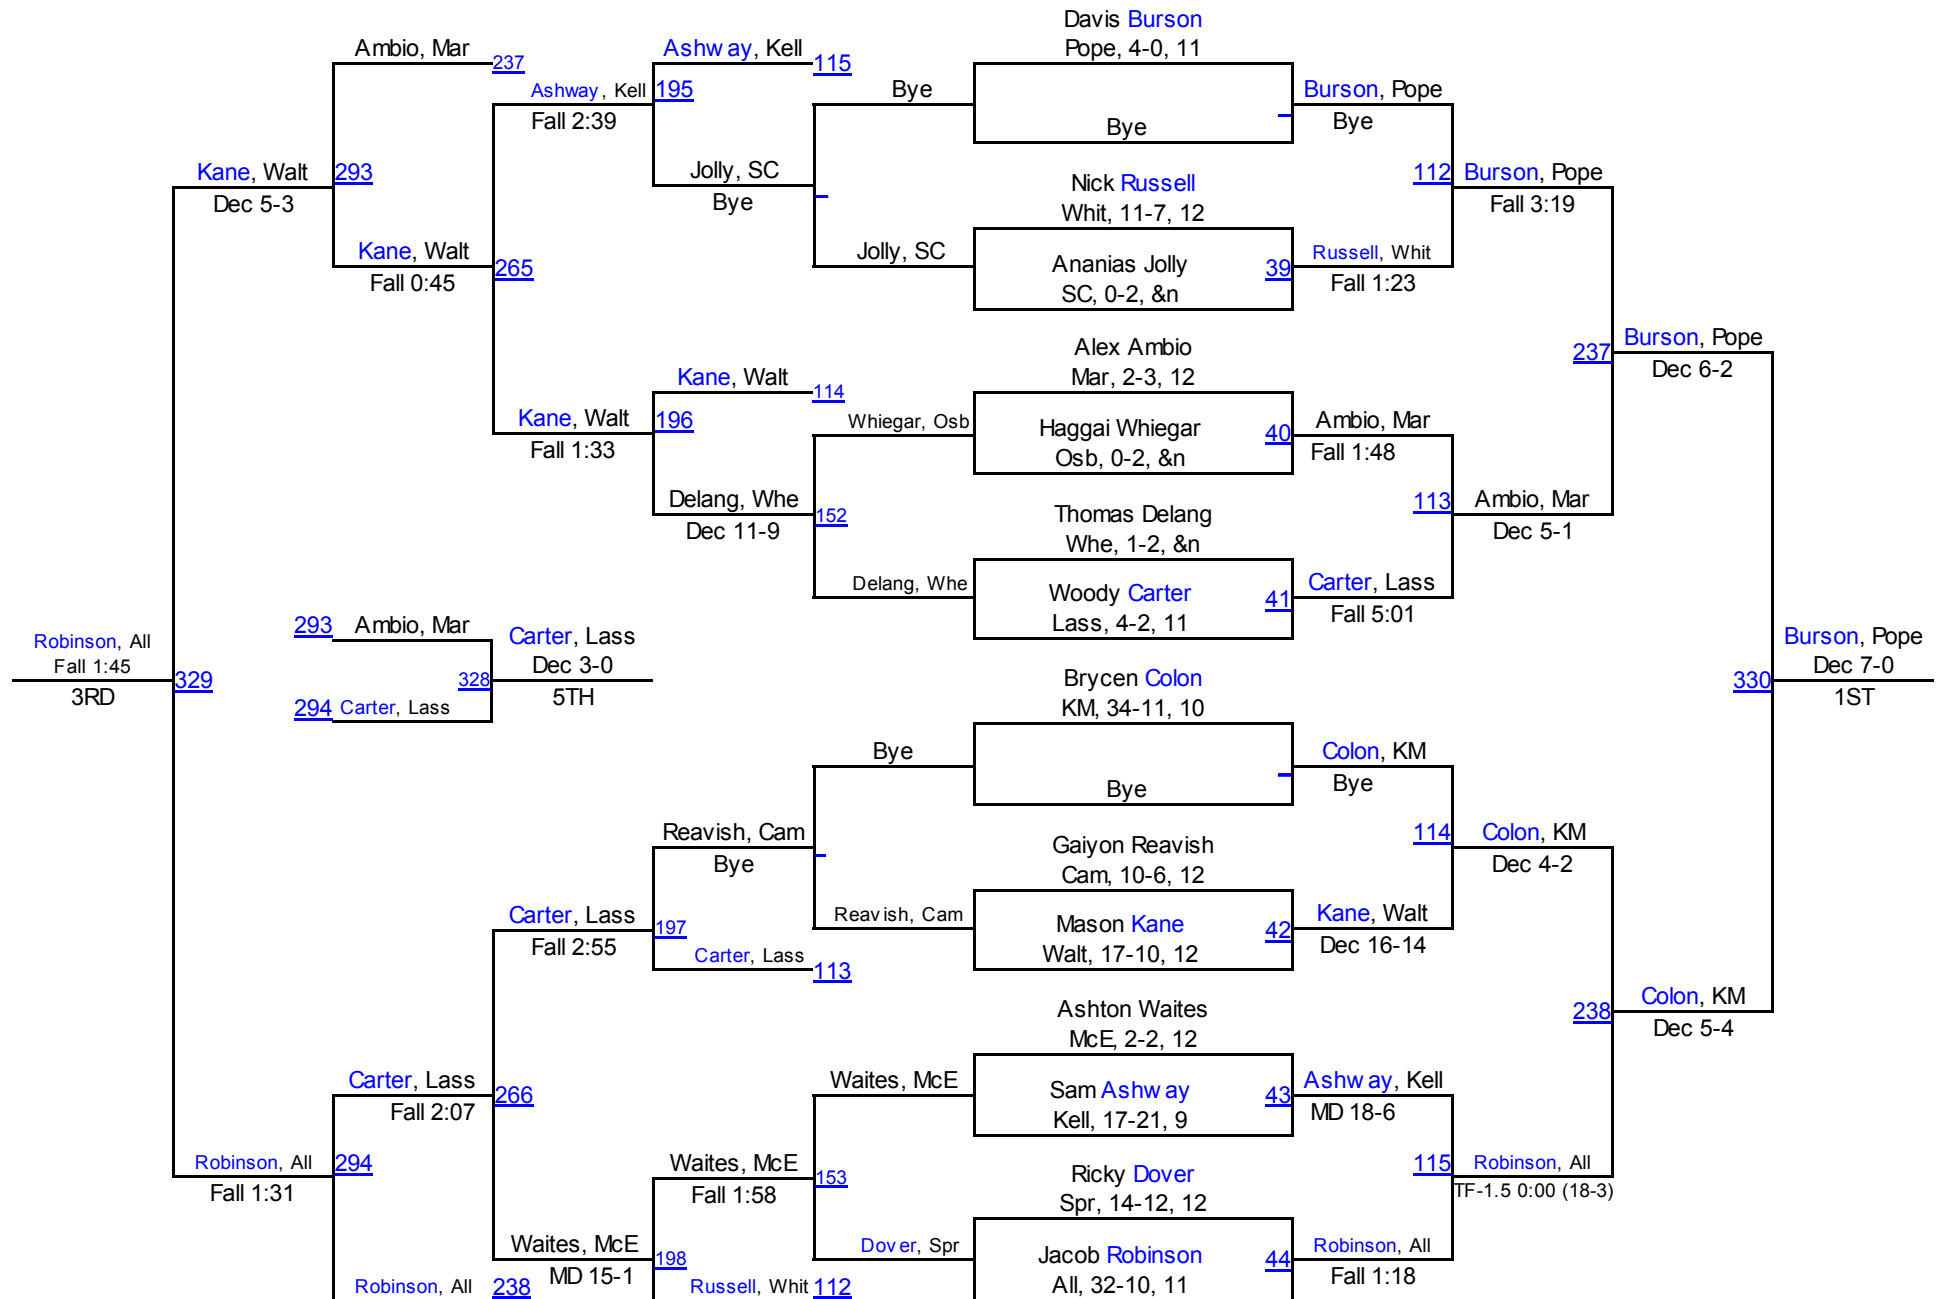 Davis Burson
Pope, 4-0, 11
Ambio, Mar
237
Ashway, Kell
115
Ashway, Kell
195
Fall 2:39
Bye
Bye
Burson, Pope
Bye
Jolly, SC
Bye
Kane, Walt
293
Dec 5-3
Nick Russell
Whit, 11-7, 12
112
Burson, Pope
Fall 3:19
Kane, Walt
Fall 0:45
265
Jolly, SC
Ananias Jolly
SC, 0-2, &n
39
Russell, Whit
Fall 1:23
Alex Ambio
Mar, 2-3, 12
237
Burson, Pope
Dec 6-2
Kane, Walt
114
Kane, Walt
196
Fall 1:33
Whiegar, Osb
Haggai Whiegar
Osb, 0-2, &n
40
Ambio, Mar
Fall 1:48
Delang, Whe
Dec 11-9
152
Thomas Delang
Whe, 1-2, &n
113
Ambio, Mar
Dec 5-1
Delang, Whe
Woody Carter
Lass, 4-2, 11
41
Carter, Lass
Fall 5:01
Robinson, All
Fall 1:45
3RD
329
293
Ambio, Mar
294
Carter, Lass
328
Carter, Lass
Dec 3-0
5TH
Brycen Colon
KM, 34-11, 10
330
Burson, Pope
Dec 7-0
1ST
Bye
Bye
Colon, KM
Bye
Reavish, Cam
Bye
Gaiyon Reavish
Cam, 10-6, 12
114
Colon, KM
Dec 4-2
Carter, Lass
Fall 2:55
197
Carter, Lass
113
Reavish, Cam
Mason Kane
Walt, 17-10, 12
42
Kane, Walt
Dec 16-14
Ashton Waites
McE, 2-2, 12
238
Colon, KM
Dec 5-4
Carter, Lass
Fall 2:07
266
Waites, McE
Sam Ashway
Kell, 17-21, 9
43
Ashway, Kell
MD 18-6
Robinson, All
Fall 1:31
294
Waites, McE
Fall 1:58
153
Ricky Dover
Spr, 14-12, 12
115
Robinson, All
TF-1.5 0:00 (18-3)
Waites, McE
MD 15-1
198
Dover, Spr
Jacob Robinson
All, 32-10, 11
44
Robinson, All
Fall 1:18
Robinson, All
238
Russell, Whit
112